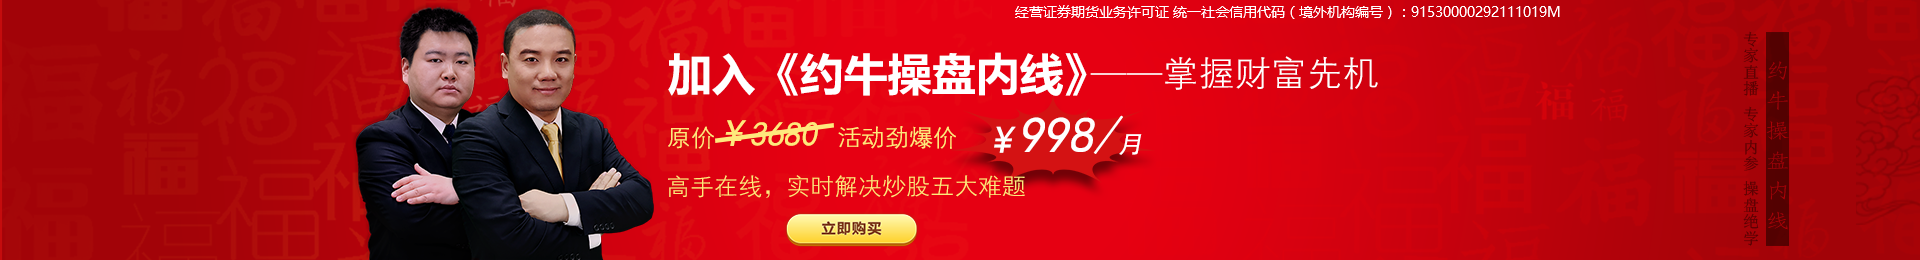 经营证券期货业务许可证 统一社会信用代码（境外机构编号）：91530000292111019M
加入《约牛操盘内线》——掌握财富先机
原价 ￥3680 活动劲爆价 ￥998/月
高手在线，实时解决炒股五大难题
立即购买
福 福
约牛操盘内线
专家直播 专家内参 操盘绝学